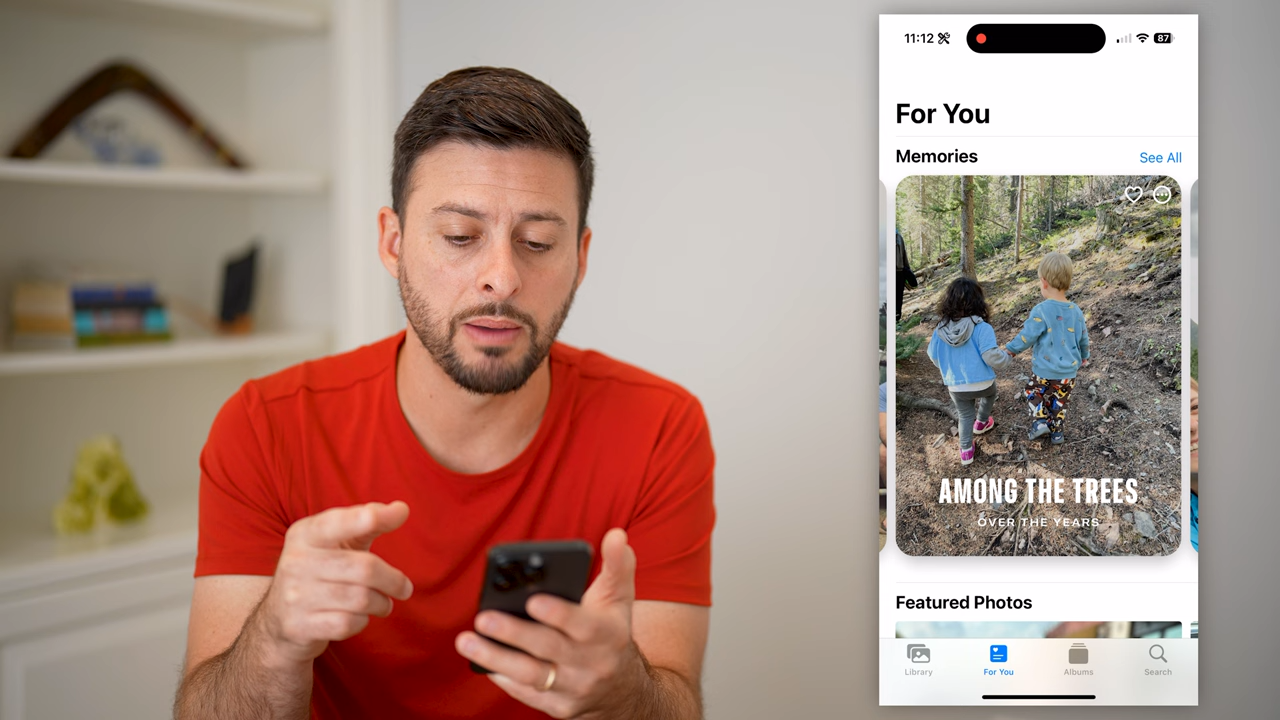 11:12
87
For You
Memories
See All
AMONG THE TREES
OVER THE YEARS
Featured Photos
Library
For You
Albums
Search